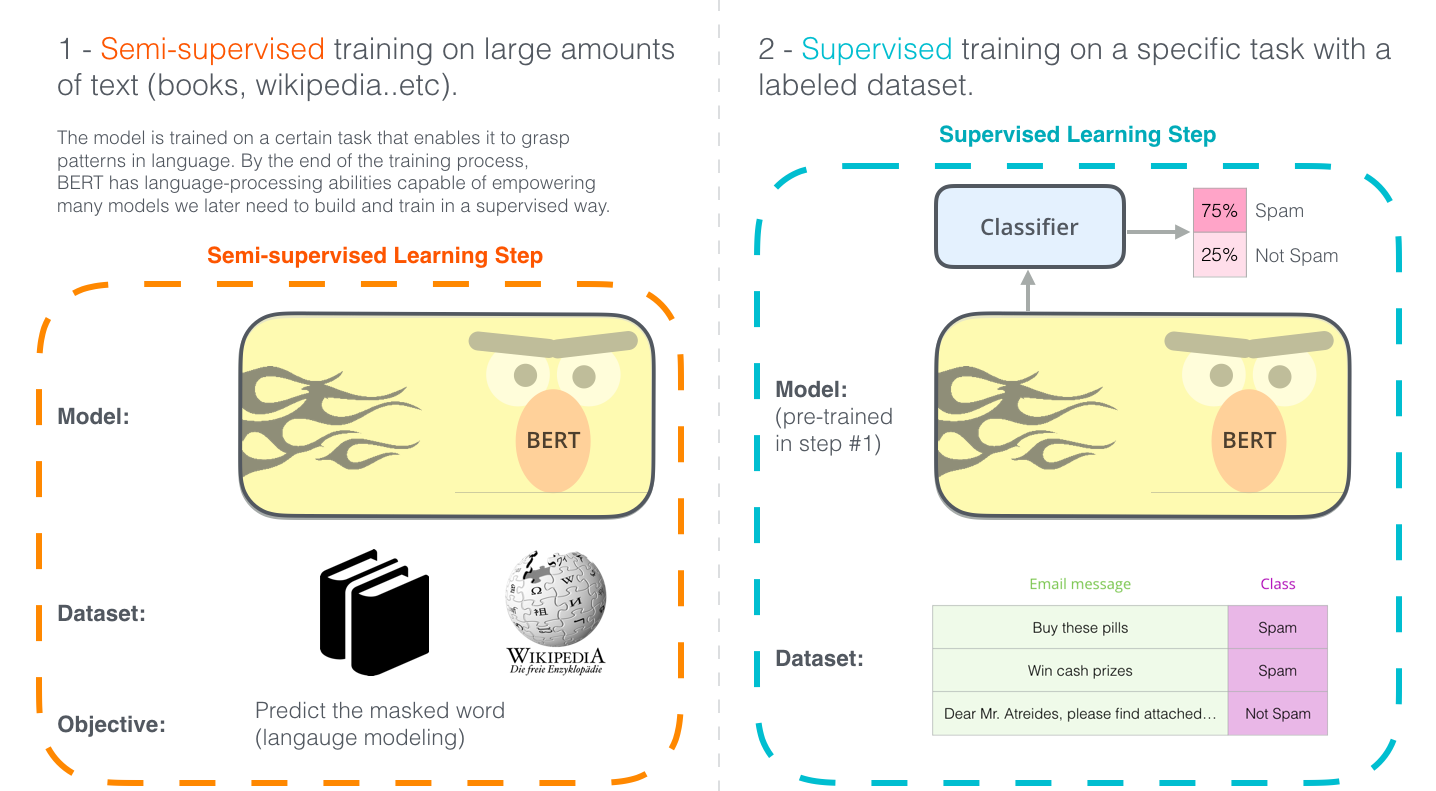 1 - Semi-supervised training on large amounts
of text (books, wikipedia..etc).
The model is trained on a certain task that enables it to grasp
patterns in language. By the end of the training process,
BERT has language-processing abilities capable of empowering
many models we later need to build and train in a supervised way.
Semi-supervised Learning Step
Model:
BERT
Dataset:
WIKIPEDIA
Die freie Enzyklopädie
Objective:
Predict the masked word
(langauge modeling)
2 - Supervised training on a specific task with a
labeled dataset.
Supervised Learning Step
Classifier
75% Spam
25% Not Spam
Model:
(pre-trained
in step #1)
BERT
Dataset:
Email message Class
Buy these pills Spam
Win cash prizes Spam
Dear Mr. Atreides, please find attached... Not Spam